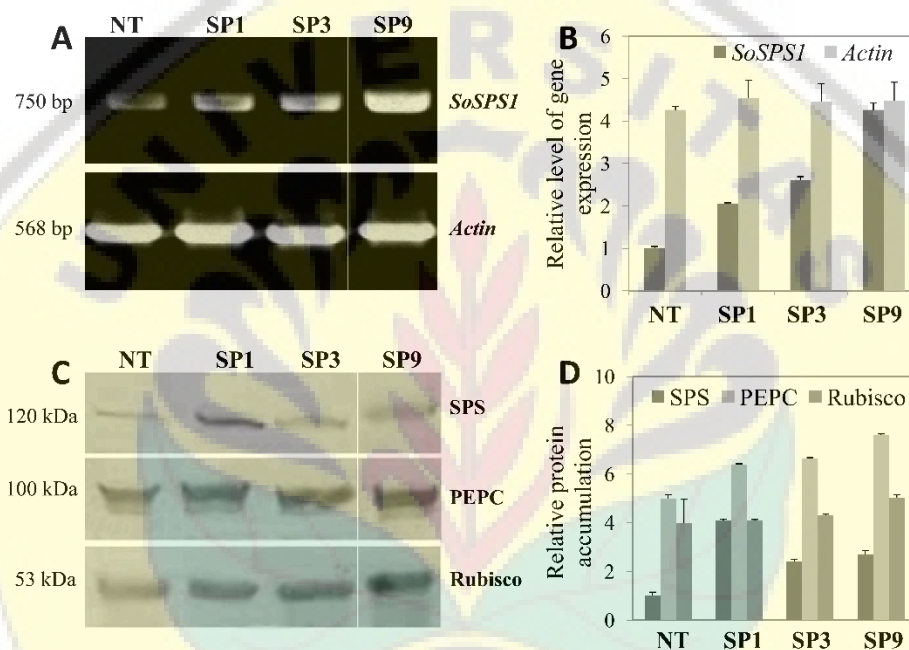 A
NT SP1 SP3 SP9
750 bp SoSPS1
568 bp Actin
B
SoSPS1 Actin
Relative level of gene
expression
6
5
4
3
2
1
0
NT SP1 SP3 SP9
C
NT SP1 SP3 SP9
120 kDa SPS
100 kDa PEPC
53 kDa Rubisco
D
SPS PEPC Rubisco
Relative protein
accumulation
10
8
6
4
2
0
NT SP1 SP3 SP9
UNIVERSITAS